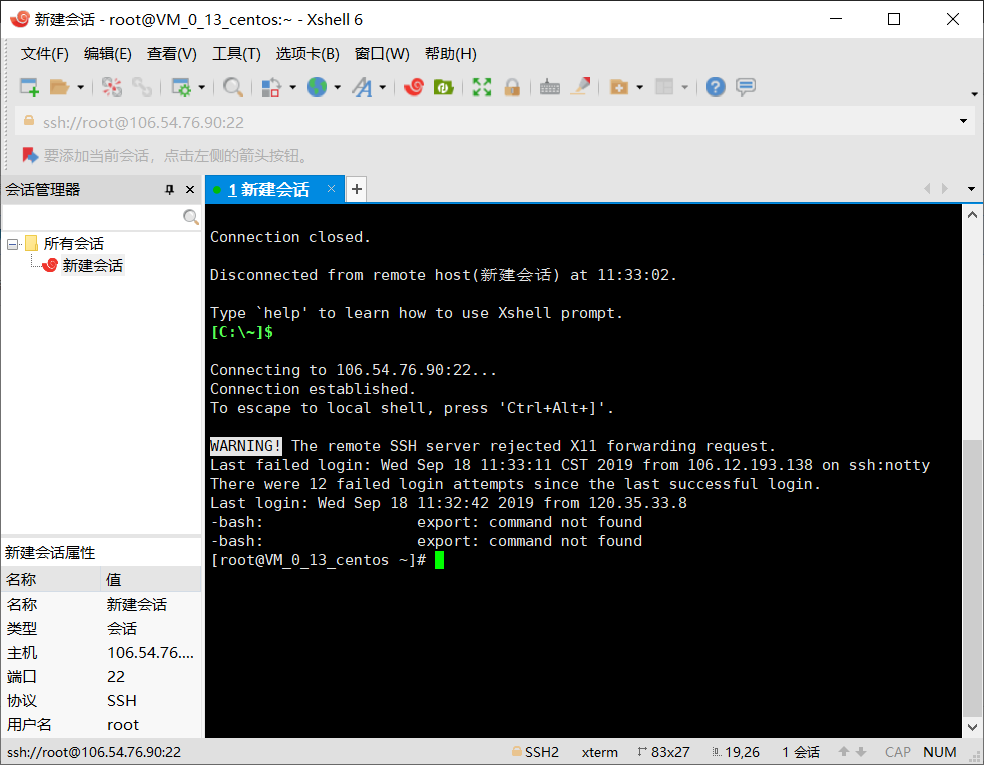 新建会话 - root@VM_0_13_centos:~ - Xshell 6
文件(F) 编辑(E) 查看(V) 工具(T) 选项卡(B) 窗口(W) 帮助(H)
ssh://root@106.54.76.90:22
要添加当前会话，点击左侧的箭头按钮。
会话管理器
1 新建会话
所有会话
新建会话
Connection closed.
Disconnected from remote host(新建会话) at 11:33:02.
Type `help' to learn how to use Xshell prompt.
[C:\~]$
Connecting to 106.54.76.90:22...
Connection established.
To escape to local shell, press 'Ctrl+Alt+]'.
WARNING! The remote SSH server rejected X11 forwarding request.
Last failed login: Wed Sep 18 11:33:11 CST 2019 from 106.12.193.138 on ssh:notty
There were 12 failed login attempts since the last successful login.
Last login: Wed Sep 18 11:32:42 2019 from 120.35.33.8
-bash:                 export: command not found
-bash:                 export: command not found
[root@VM_0_13_centos ~]#
新建会话属性
名称 值
名称 新建会话
类型 会话
主机 106.54.76....
端口 22
协议 SSH
用户名 root
ssh://root@106.54.76.90:22 SSH2 xterm 83x27 19,26 1 会话 CAP NUM